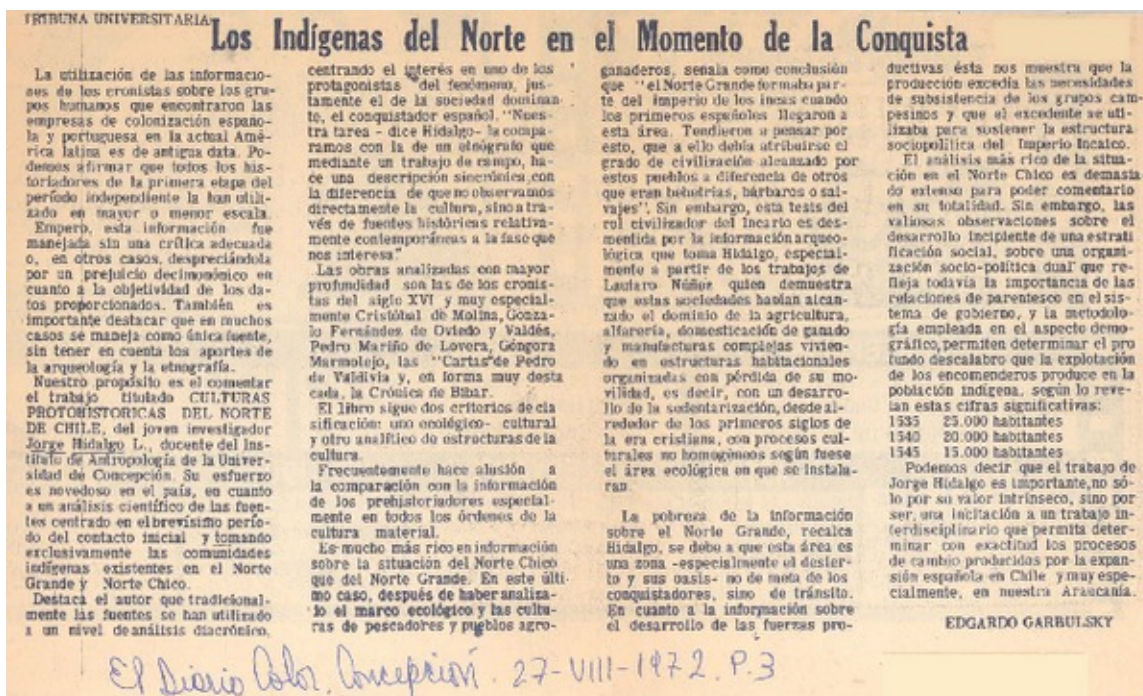 TRIBUNA UNIVERSITARIA
Los Indígenas del Norte en el Momento de la Conquista
La utilización de las informacio-
nes de los cronistas sobre los gru-
pos humanos que encontraron las
empresas de colonización españo-
la y portuguesa en la actual Amé-
rica latina es de antigua data. Po-
demos afirmar que todos los his-
toriadores de la primera etapa del
período independiente la han utili-
zado en mayor o menor escala.
Empero, esta información fue
manejada sin una crítica adecuada
o, en otros casos, despreciándola
por un prejuicio decimonónico en
cuanto a la objetividad de los da-
tos proporcionados. También es
importante destacar que en muchos
casos se maneja como única fuente,
sin tener en cuenta los aportes de
la arqueología y la etnografía.
Nuestro propósito es el comentar
el trabajo titulado CULTURAS
PROTOHISTORICAS DEL NORTE
DE CHILE, del joven investigador
Jorge Hidalgo L., docente del Ins-
tituto de Antropología de la Univer-
sidad de Concepción. Su esfuerzo
es novedoso en el país, en cuanto
a un análisis científico de las fuen-
tes centrado en el brevísimo perío-
do del contacto inicial y tomando
exclusivamente las comunidades
indígenas existentes en el Norte
Grande y Norte Chico.
Destaca el autor que tradicional-
mente las fuentes se han utilizado
a un nivel de análisis diacrónico,
centrando el interés en uno de los
protagonistas del fenómeno, jus-
tamente el de la sociedad dominan-
te, el conquistador español. "Nues-
tra tarea - dice Hidalgo- la compa-
ramos con la de un etnógrafo que
mediante un trabajo de campo, ha-
ce una descripción sincrónica, con
la diferencia de que no observamos
directamente la cultura, sino a tra-
vés de fuentes históricas relativa-
mente contemporáneas a la fase que
nos interesa"
Las obras analizadas con mayor
profundidad son las de los cronis-
tas del siglo XVI y muy especial-
mente Cristóbal de Molina, Gonza-
lo Fernández de Oviedo y Valdés,
Pedro Mariño de Lovera, Góngora
Marmolejo, las "Cartas" de Pedro
de Valdivia y, en forma muy desta
cada, la Crónica de Bibar.
El libro sigue dos criterios de cla
sificación: uno ecológico- cultural
y otro analítico de estructuras de la
cultura.
Frecuentemente hace alusión a
la comparación con la información
de los prehistoriadores especial-
mente en todos los órdenes de la
cultura material.
Es mucho más rico en información
sobre la situación del Norte Chico
que del Norte Grande. En este últi-
mo caso, después de haber analiza-
lo el marco ecológico y las cultu-
ras de pescadores y pueblos agro-
ganaderos, señala como conclusión
que "el Norte Grande formaba par-
te del imperio de los incas cuando
los primeros españoles llegaron a
esta área. Tendieron a pensar por
esto, que a ello debía atribuirse el
grado de civilización alcanzado por
estos pueblos a diferencia de otros
que eran behetrías, bárbaros o sal-
vajes". Sin embargo, esta tesis del
rol civilizador del Incario es des-
mentida por la información arqueo-
lógica que toma Hidalgo, especial-
mente a partir de los trabajos de
Lautaro Núñez quien demuestra
que estas sociedades habían alcan-
zado el dominio de la agricultura,
alfarería, domesticación de ganado
y manufacturas complejas vivien-
do en estructuras habitacionales
organizadas con pérdida de su mo-
vilidad, es decir, con un desarro-
llo de la sedentarización, desde al-
rededor de los primeros siglos de
la era cristiana, con procesos cul-
turales no homogéneos según fuese
el área ecológica en que se instala-
ran
La pobreza de la información
sobre el Norte Grande, recalca
Hidalgo, se debe a que esta área es
una zona -especialmente el desier-
to y sus oasis- no de meta de los
conquistadores, sino de tránsito.
En cuanto a la información sobre
el desarrollo de las fuerzas pro-
ductivas ésta nos muestra que la
producción excedía las necesidades
de subsistencia de los grupos cam-
pesinos y que el excedente se uti-
lizaba para sostener la estructura
sociopolítica del Imperio Incaico.
El análisis más rico de la situa-
ción en el Norte Chico es demasia
do extenso para poder comentario
en su totalidad. Sin embargo, las
valiosas observaciones sobre el
desarrollo incipiente de una estrati
ficación social, sobre una organi-
zación socio-política dual que re-
fleja todavía la importancia de las
relaciones de parentesco en el sis-
tema de gobierno, y la metodolo-
gía empleada en el aspecto demo-
gráfico, permiten determinar el pro
fundo descalabro que la explotación
de los encomenderos produce en la
población indígena, según lo reve-
lan estas cifras significativas:
1535 25.000 habitantes
1540 20.000 habitantes
1545 15.000 habitantes
Podemos decir que el trabajo de
Jorge Hidalgo es importante, no só-
lo por su valor intrínseco, sino por
ser, una incitación a un trabajo in-
terdisciplinario que permita deter-
minar con exactitud los procesos
de cambio producidos por la expan-
sión española en Chile y muy espe-
cialmente, en nuestra Araucanía.
EDGARDO GARBULSKY
El Diario Color, Concepción. 27-VIII-1972. P.3